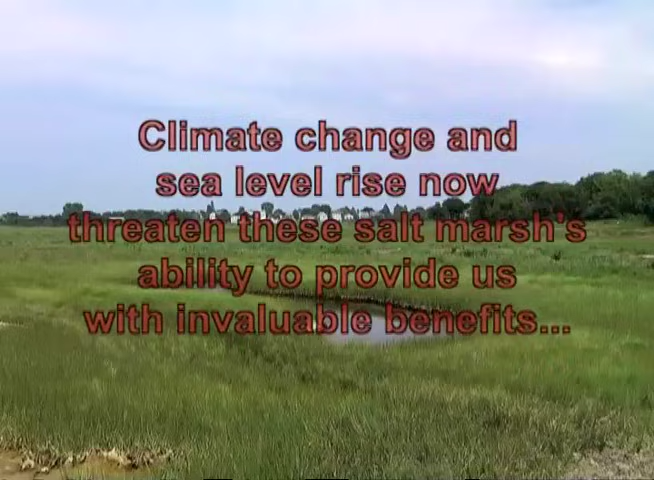 Climate change and
sea level rise now
threaten these salt marsh's
ability to provide us
with invaluable benefits...